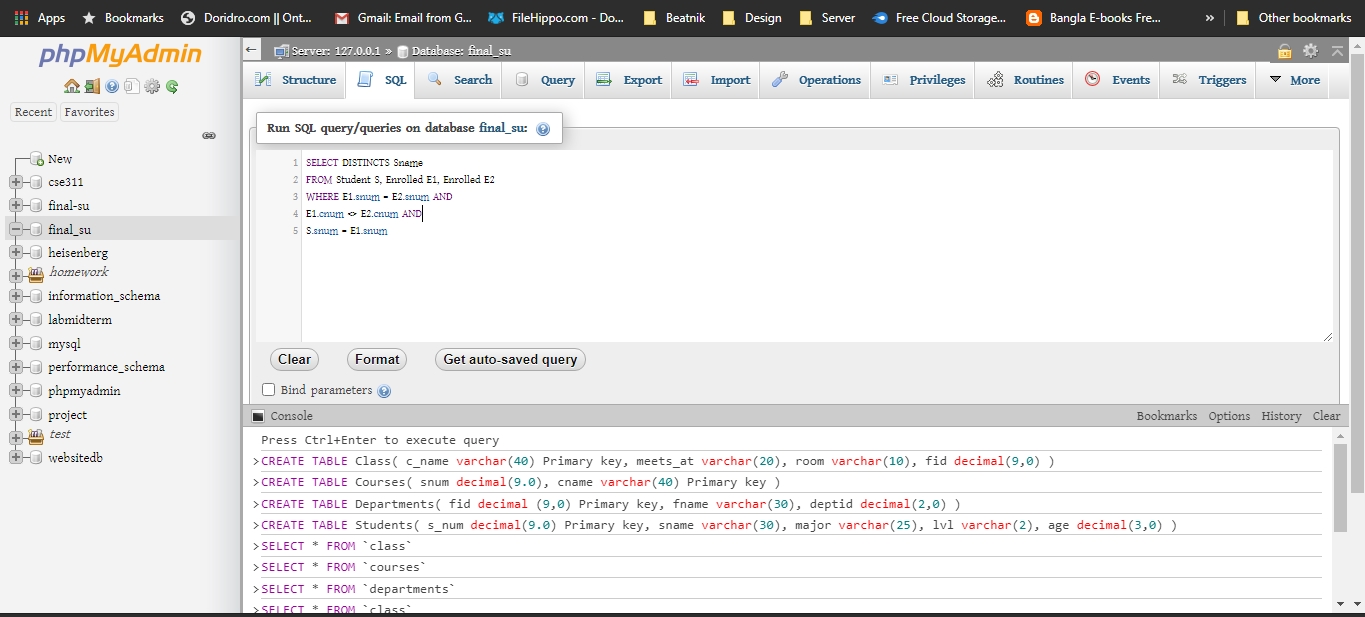 Apps Bookmarks Doridro.com || Ont... Gmail: Email from G... FileHippo.com - Do... Beatnik Design Server Free Cloud Storage... Bangla E-books Fre... » Other bookmarks
phpMyAdmin
Recent Favorites
New
cse311
final-su
final_su
heisenberg
homework
information_schema
labmidterm
mysql
performance_schema
phpmyadmin
project
test
websitedb
Server: 127.0.0.1 » Database: final_su
Structure SQL Search Query Export Import Operations Privileges Routines Events Triggers More
Run SQL query/queries on database final_su:
1 SELECT DISTINCTS Sname
2 FROM Student S, Enrolled E1, Enrolled E2
3 WHERE E1.snum = E2.snum AND
4 E1.cnum <> E2.cnum AND
5 S.snum = E1.snum
Clear Format Get auto-saved query
Bind parameters
Console Bookmarks Options History Clear
Press Ctrl+Enter to execute query
>CREATE TABLE Class( c_name varchar(40) Primary key, meets_at varchar(20), room varchar(10), fid decimal(9,0) )
>CREATE TABLE Courses( snum decimal(9.0), cname varchar(40) Primary key )
>CREATE TABLE Departments( fid decimal (9,0) Primary key, fname varchar(30), deptid decimal(2,0) )
>CREATE TABLE Students( s_num decimal(9.0) Primary key, sname varchar(30), major varchar(25), lvl varchar(2), age decimal(3,0) )
>SELECT * FROM `class`
>SELECT * FROM `courses`
>SELECT * FROM `departments`
>SELECT * FROM `class`